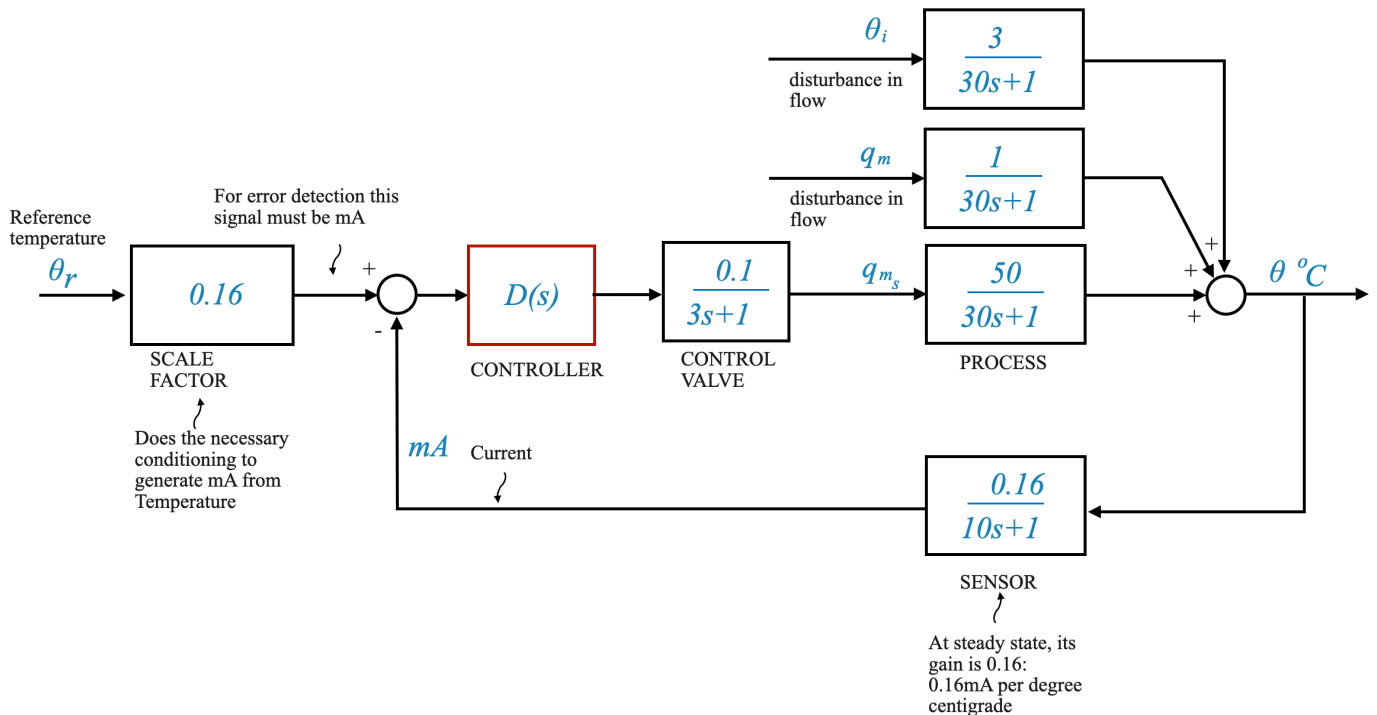 θi
3
30s+1
disturbance in
flow
qm
1
30s+1
disturbance in
flow
For error detection this
signal must be mA
Reference
temperature
θr
0.16
SCALE
FACTOR
Does the necessary
conditioning to
generate mA from
Temperature
+
-
D(s)
CONTROLLER
0.1
3s+1
CONTROL
VALVE
qms
50
30s+1
PROCESS
+
+
+
θ °C
mA
Current
0.16
10s+1
SENSOR
At steady state, its
gain is 0.16:
0.16mA per degree
centigrade